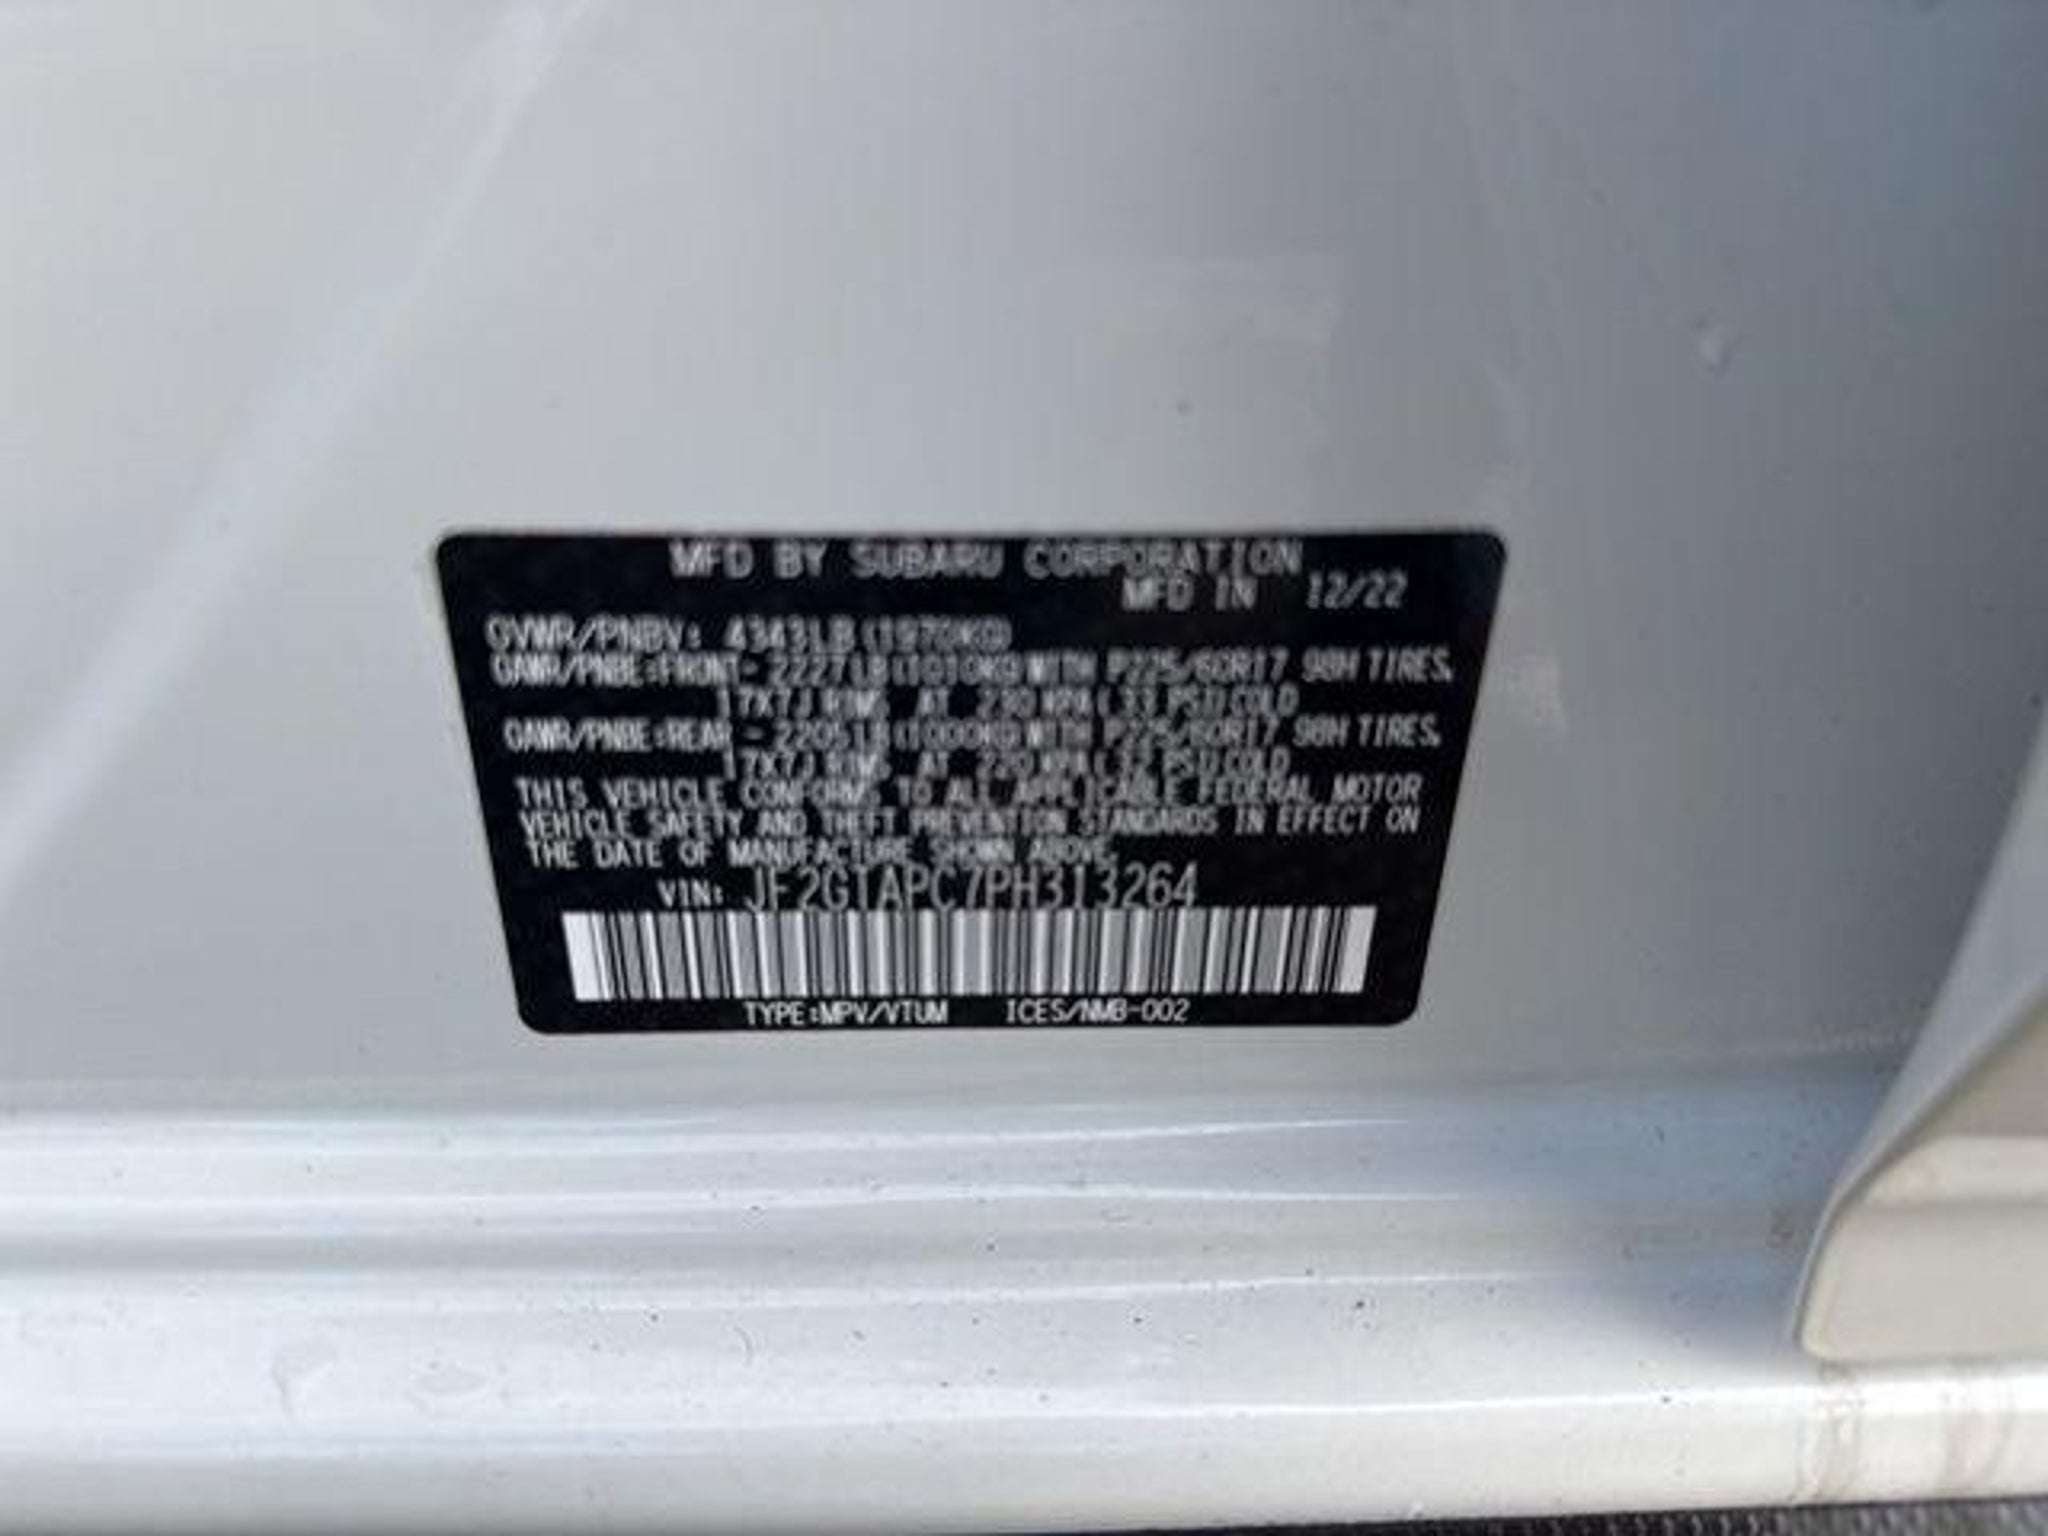 MFD BY SUBARU CORPORATION
MFD IN 12/22
GVWR/PNBV: 4343LB(1970KG)
GAWR/PNBE:FRONT- 2227LB(1010KG)WITH P225/60R17 98H TIRES,
17X7J RIMS AT 230 KPA(33 PSI)COLD
GAWR/PNBE:REAR - 2205LB(1000KG)WITH P225/60R17 98H TIRES,
17X7J RIMS AT 220 KPA(32 PSI)COLD
THIS VEHICLE CONFORMS TO ALL APPLICABLE FEDERAL MOTOR
VEHICLE SAFETY AND THEFT PREVENTION STANDARDS IN EFFECT ON
THE DATE OF MANUFACTURE SHOWN ABOVE.
VIN: JF2GTAPC7PH313264
TYPE:MPV/VTUM ICES/NMB-002